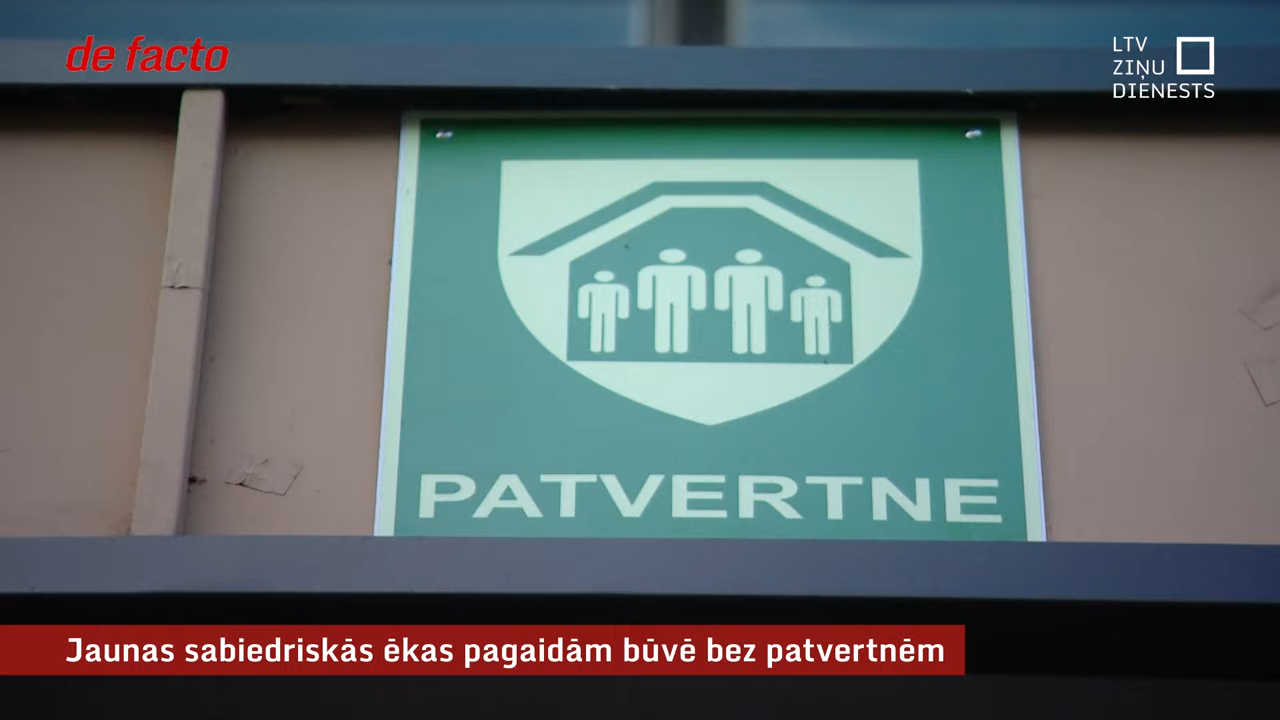 de facto
LTV
ZIŅU
DIENESTS
PATVERTNE
Jaunas sabiedriskās ēkas pagaidām būvē bez patvertnēm